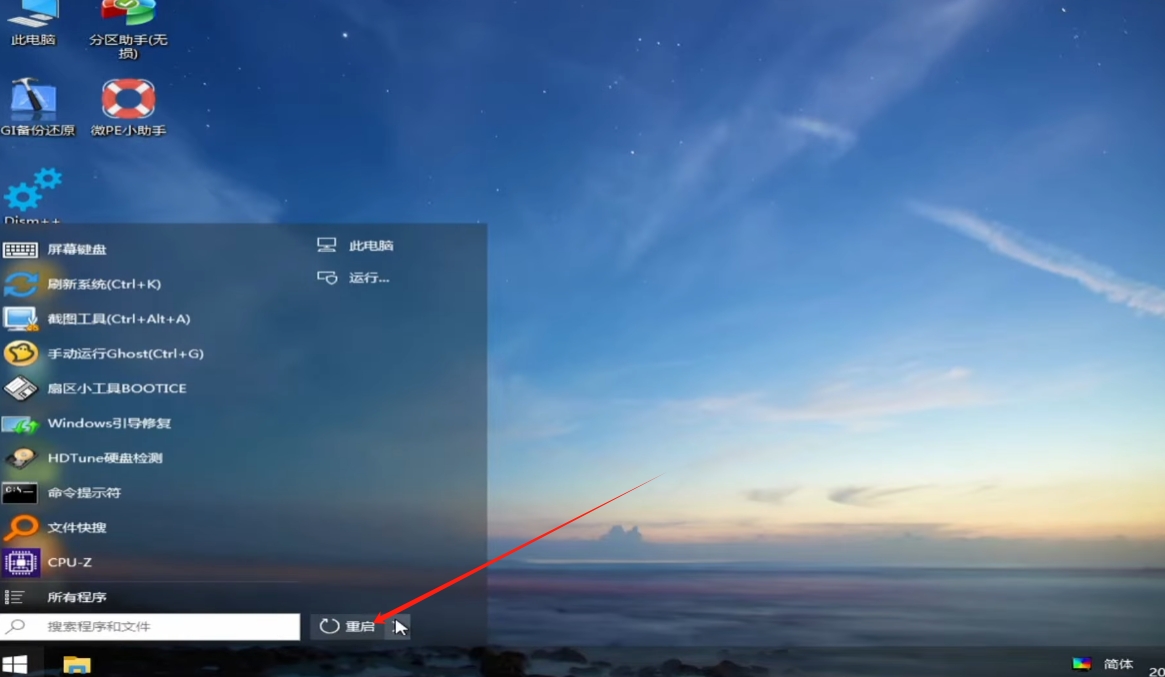 此电脑
分区助手(无
损)
GI备份还原
微PE小助手
Dism++
屏幕键盘
刷新系统(Ctrl+K)
截图工具(Ctrl+Alt+A)
手动运行Ghost(Ctrl+G)
扇区小工具BOOTICE
Windows引导修复
HDTune硬盘检测
命令提示符
文件快搜
CPU-Z
所有程序
搜索程序和文件
此电脑
运行...
重启
简体
20